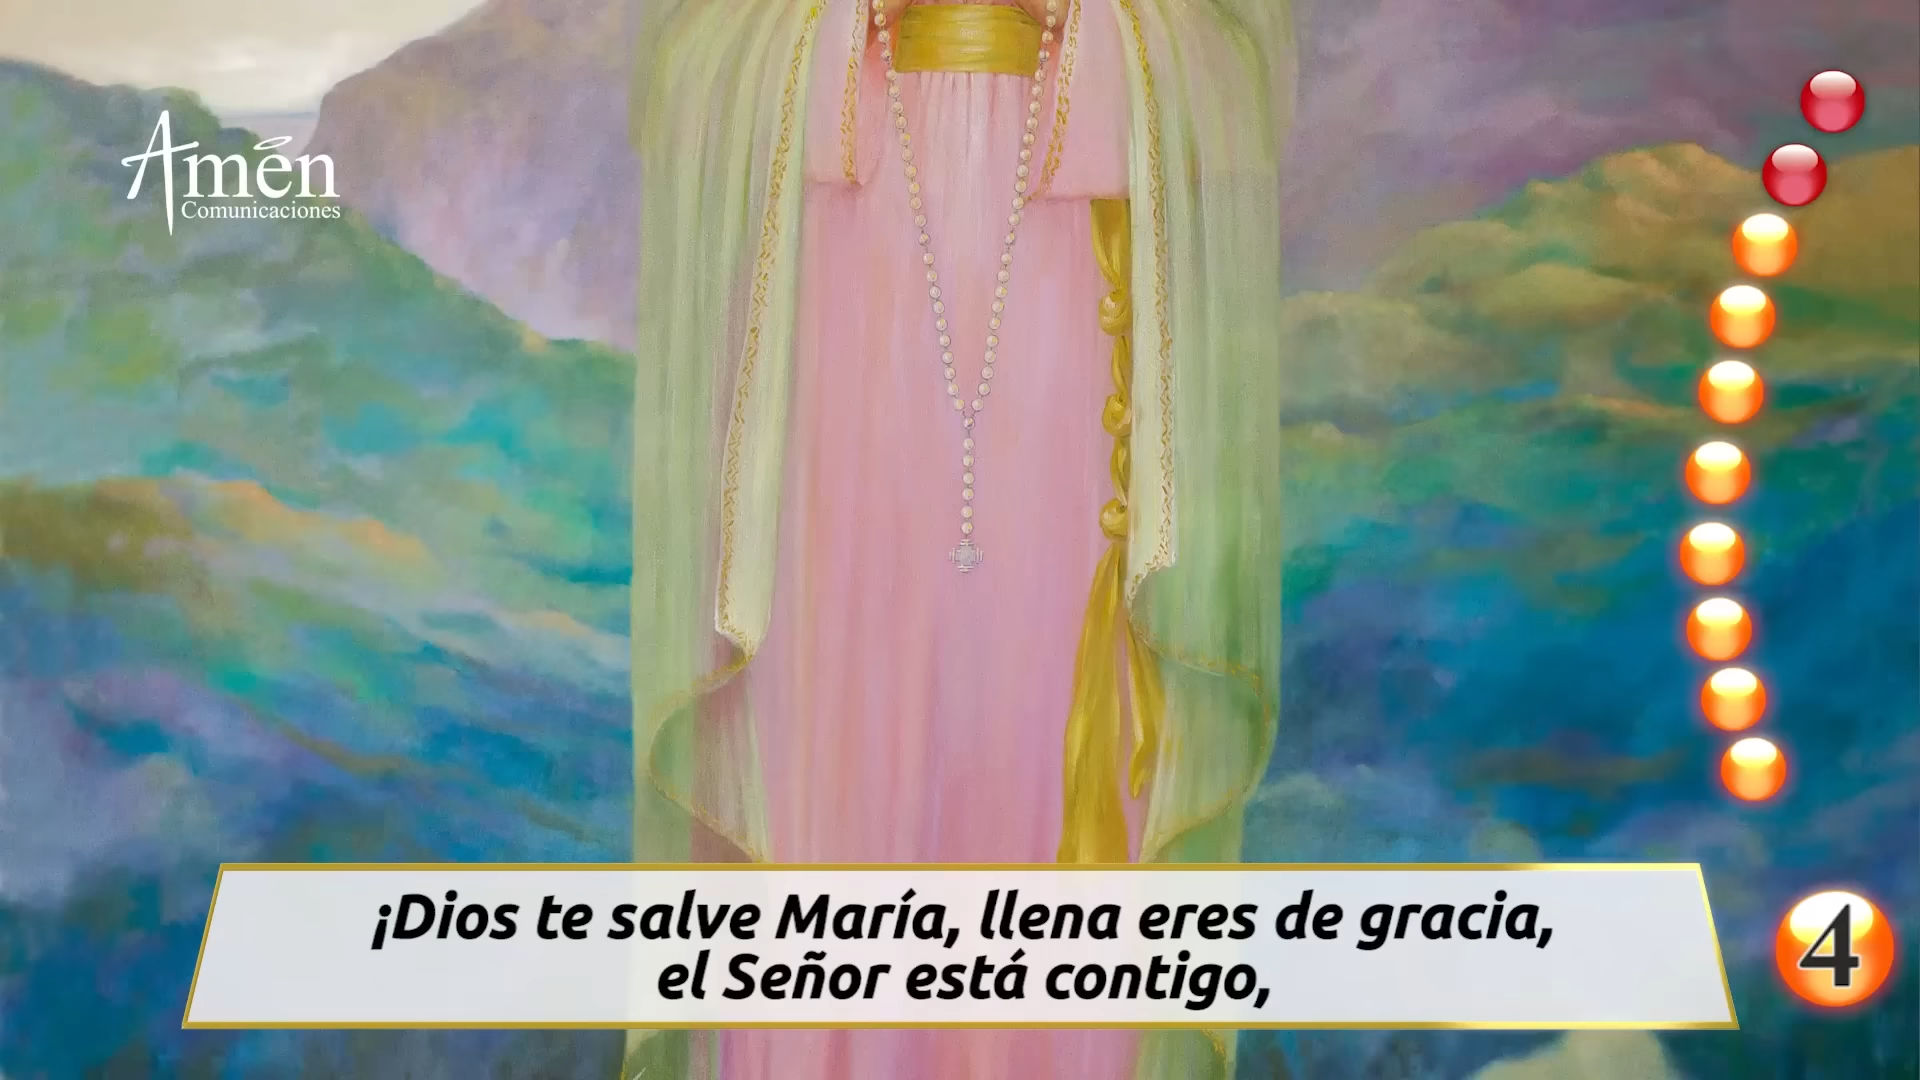 Amén
Comunicaciones
¡Dios te salve María, llena eres de gracia,
el Señor está contigo,
4